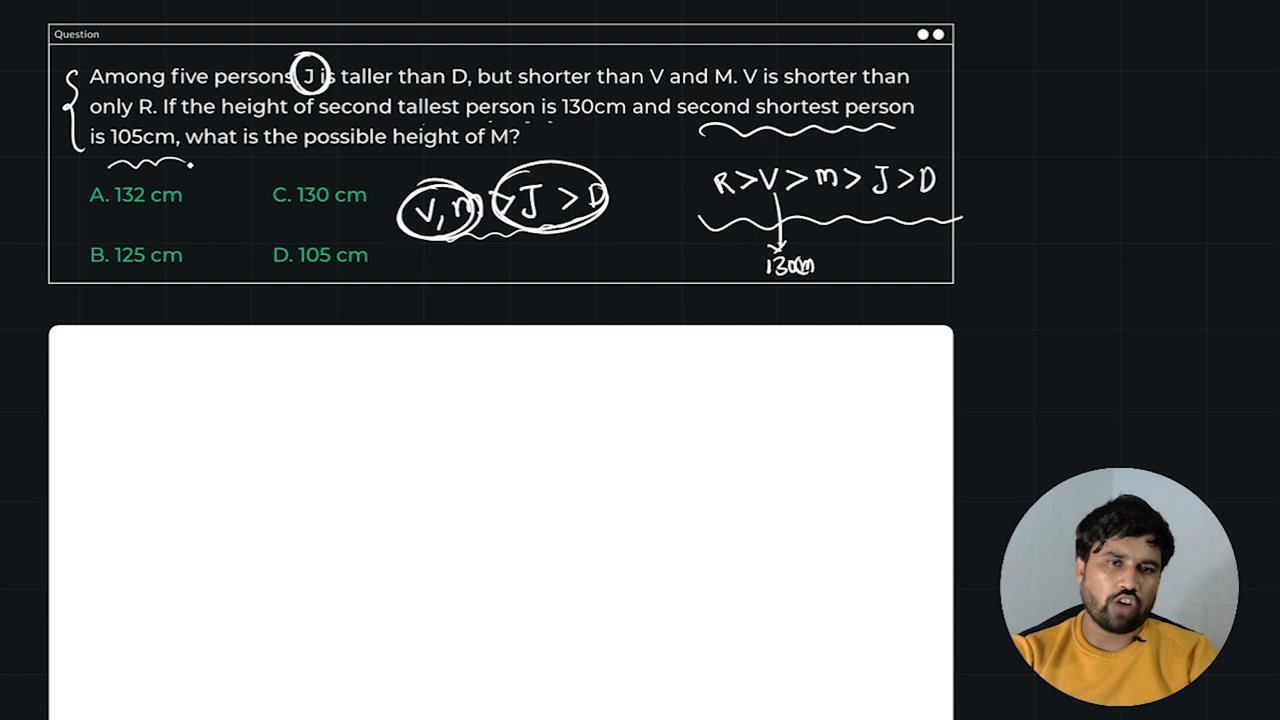 Question
Among five persons J is taller than D, but shorter than V and M. V is shorter than
only R. If the height of second tallest person is 130cm and second shortest person
is 105cm, what is the possible height of M?
A. 132 cm C. 130 cm
V, m > J > D
R > V > m > J > D
B. 125 cm D. 105 cm
130cm